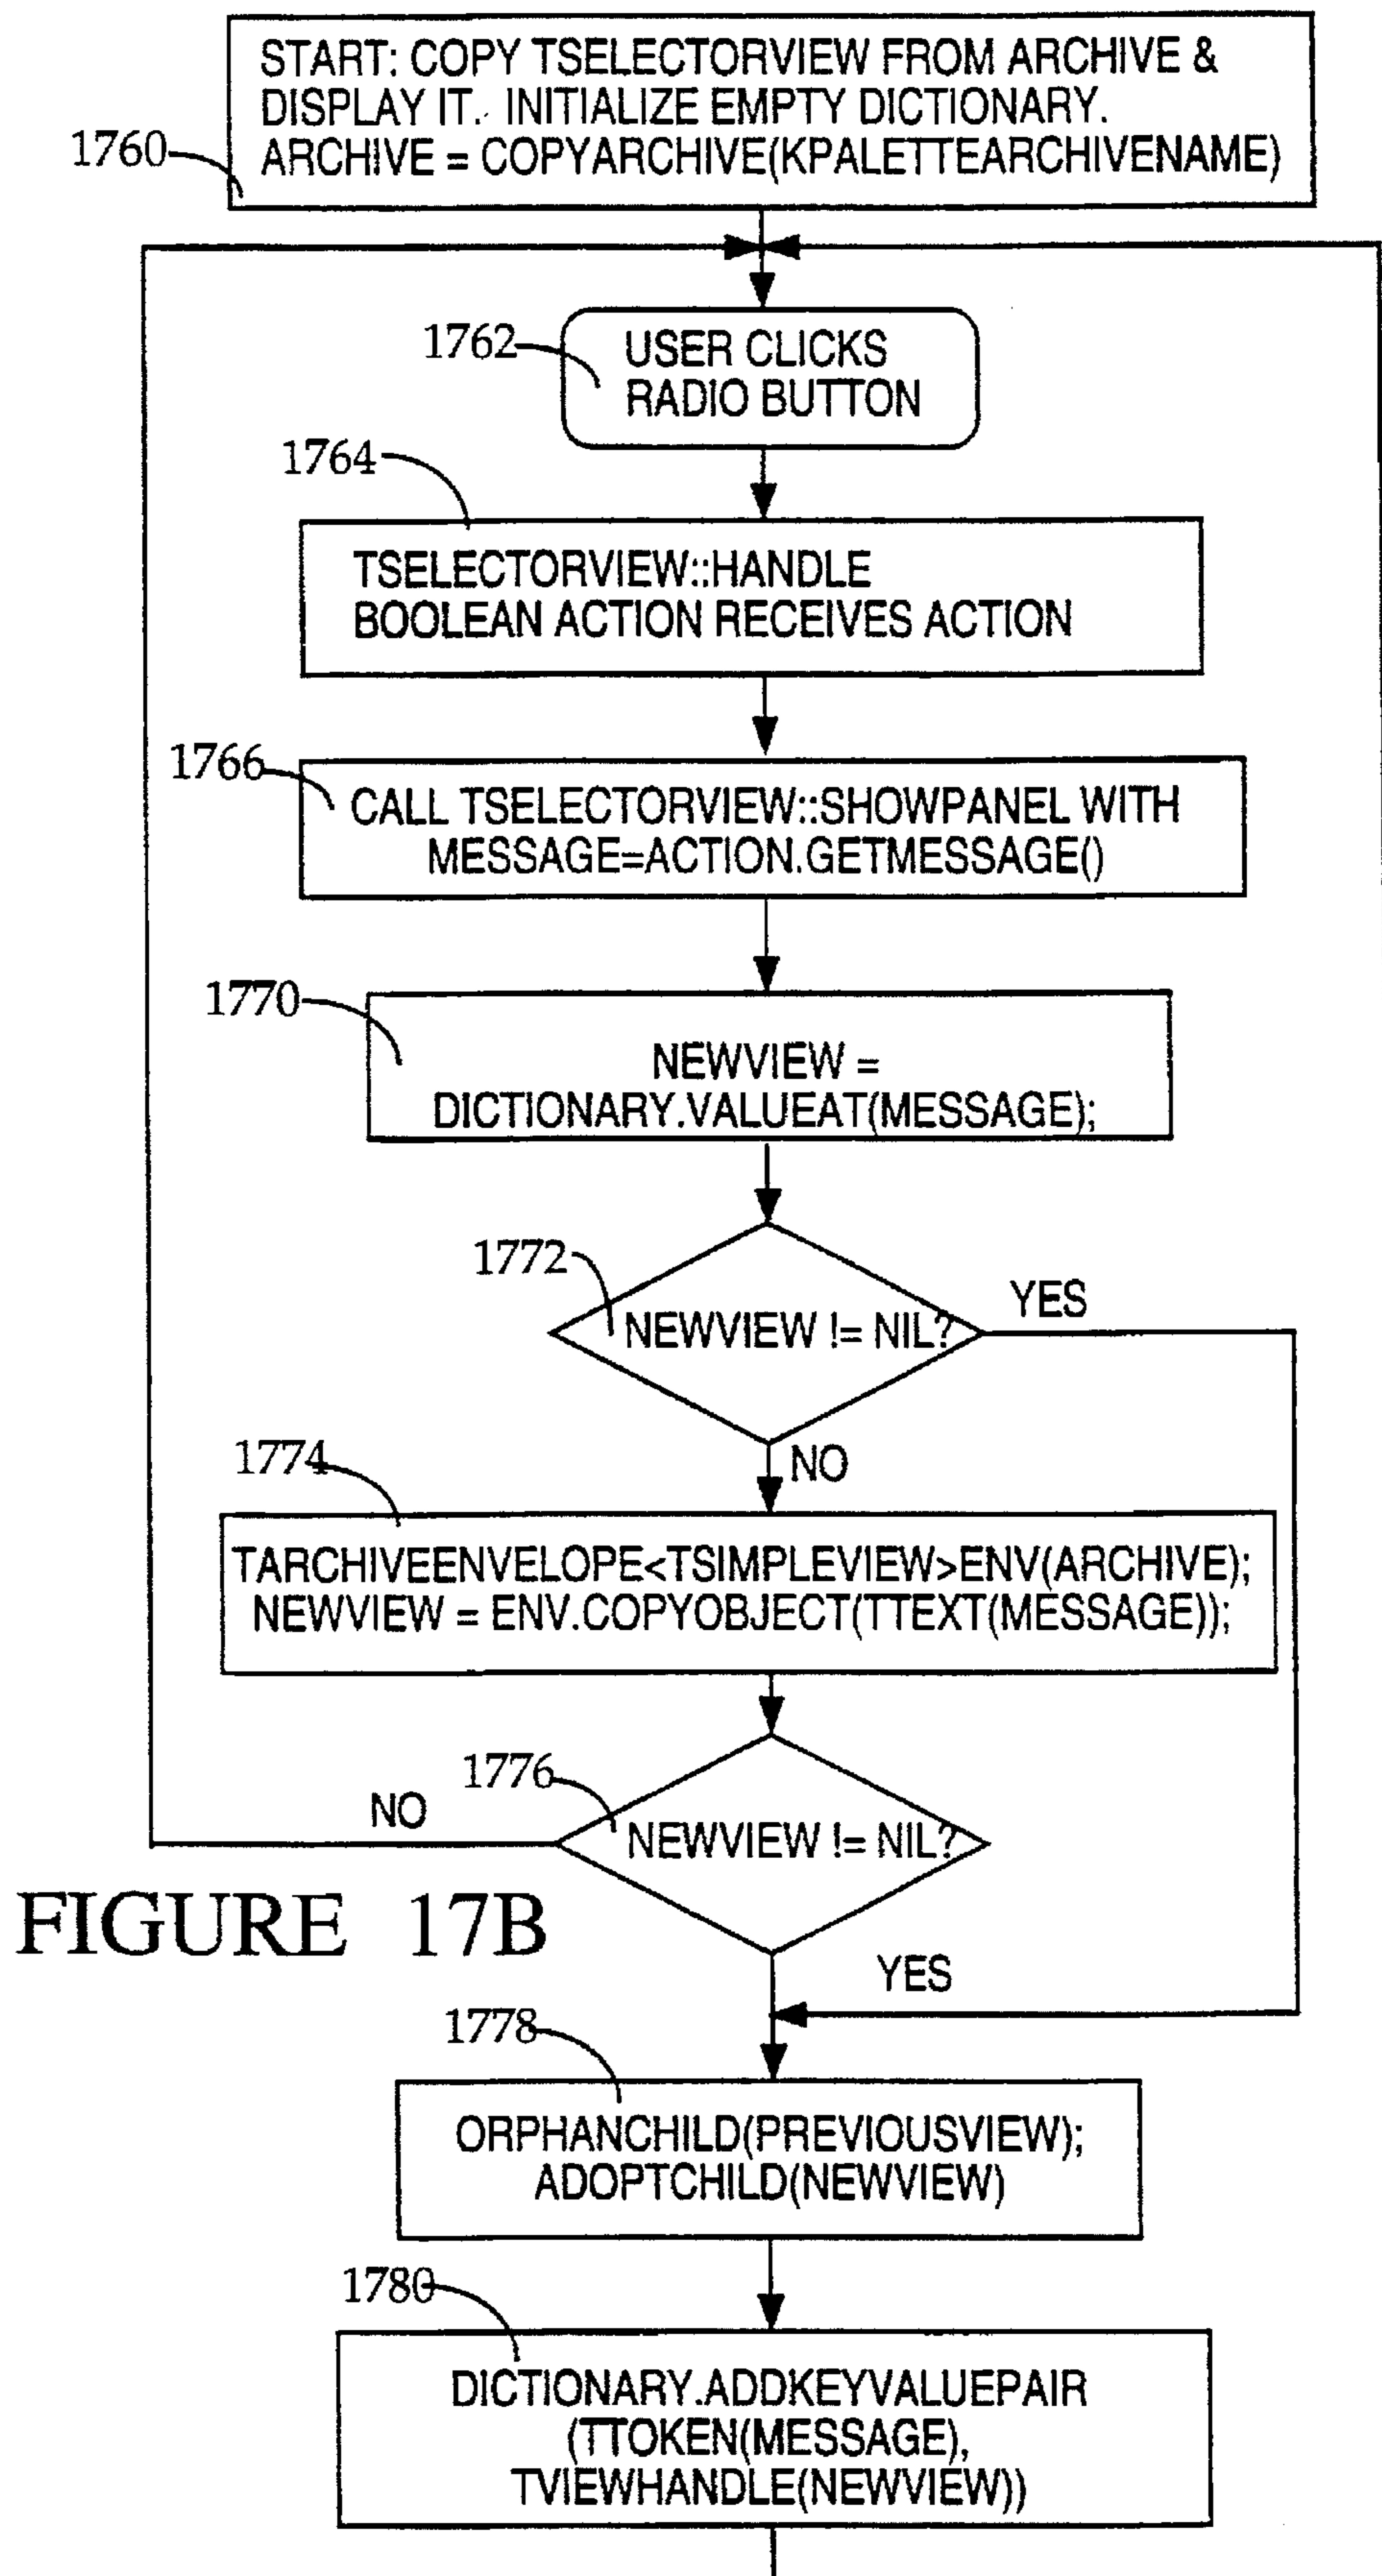 START: COPY TSELECTORVIEW FROM ARCHIVE &
DISPLAY IT. INITIALIZE EMPTY DICTIONARY.
1760
ARCHIVE = COPYARCHIVE(KPALETTEARCHIVENAME)
1762
USER CLICKS
RADIO BUTTON
1764
TSELECTORVIEW::HANDLE
BOOLEAN ACTION RECEIVES ACTION
1766
CALL TSELECTORVIEW::SHOWPANEL WITH
MESSAGE=ACTION.GETMESSAGE()
1770
NEWVIEW =
DICTIONARY.VALUEAT(MESSAGE);
1772
NEWVIEW != NIL?
YES
NO
1774
TARCHIVEENVELOPE<TSIMPLEVIEW>ENV(ARCHIVE);
NEWVIEW = ENV.COPYOBJECT(TTEXT(MESSAGE));
1776
NO
NEWVIEW != NIL?
FIGURE 17B
YES
1778
ORPHANCHILD(PREVIOUSVIEW);
ADOPTCHILD(NEWVIEW)
1780
DICTIONARY.ADDKEYVALUEPAIR
(TTOKEN(MESSAGE),
TVIEWHANDLE(NEWVIEW))